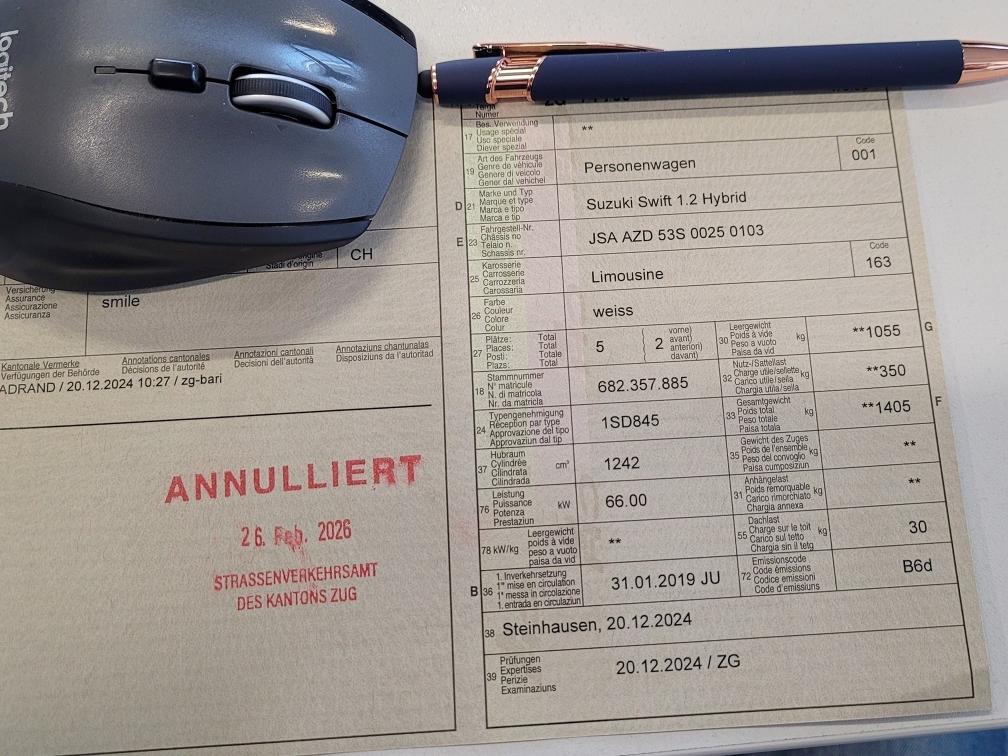 logitech
Numer
17 Bes. Verwendung
Usage spécial
Uso speciale
Diever spezial
**
19 Art des Fahrzeugs
Genre de véhicule
Genere di veicolo
Gener dal vehichel
Personenwagen
Code
001
D 21 Marke und Typ
Marque et type
Marca e tipo
Marca e tip
Suzuki Swift 1.2 Hybrid
E 23 Fahrgestell-Nr.
Châssis no
Telaio n.
Schassis nr.
JSA AZD 53S 0025 0103
25 Karosserie
Carrosserie
Carrozzeria
Carossaria
Limousine
Code
163
26 Farbe
Couleur
Colore
Colur
weiss
27 Plätze: Total
Places: Total
Posti: Totale
Plazs: Total
5
2
vorne)
avant)
anteriori)
davant)
30 Leergewicht
Poids à vide
Peso a vuoto
Paisa da vid
kg
**1055
G
18 Stammnummer
N° matricule
N. di matricola
Nr. da matricla
682.357.885
32 Nutz-/Sattellast
Charge utile/sellette
Carico utile/sella
Chargia utila/sella
kg
**350
24 Typengenehmigung
Réception par type
Approvazione del tipo
Approvaziun dal tip
1SD845
33 Gesamtgewicht
Poids total
Peso totale
Paisa totala
kg
**1405
F
37 Hubraum
Cylindrée
Cilindrata
Cilindrada
cm³
1242
35 Gewicht des Zuges
Poids de l'ensemble
Peso del convoglio
Paisa cumposiziun
kg
**
76 Leistung
Puissance
Potenza
Prestaziun
kW
66.00
31 Anhängelast
Poids remorquable
Carico rimorchiato
Chargia annexa
kg
**
78 kW/kg
Leergewicht
poids à vide
peso a vuoto
paisa da vid
**
55 Dachlast
Charge sur le toit
Carico sul tetto
Chargia sin il tetg
kg
30
B 36 1. Inverkehrsetzung
1re mise en circulation
1a messa in circolazione
1. entrada en circulaziun
31.01.2019 JU
72 Emissionscode
Code émissions
Codice emissioni
Code d'emissiuns
B6d
38 Steinhausen, 20.12.2024
39 Prüfungen
Expertises
Perizie
Examinaziuns
20.12.2024 / ZG
Stadi d'origin
CH
Versicherung
Assurance
Assicurazione
Assicuranza
smile
Kantonale Vermerke
Verfügungen der Behörde
Annotations cantonales
Décisions de l'autorité
Annotazioni cantonali
Decisioni dell'autorità
Annotaziuns chantunalas
Disposiziuns da l'autoritad
ADRAND / 20.12.2024 10:27 / zg-bari
ANNULLIERT
26. Feb. 2026
STRASSENVERKEHRSAMT
DES KANTONS ZUG